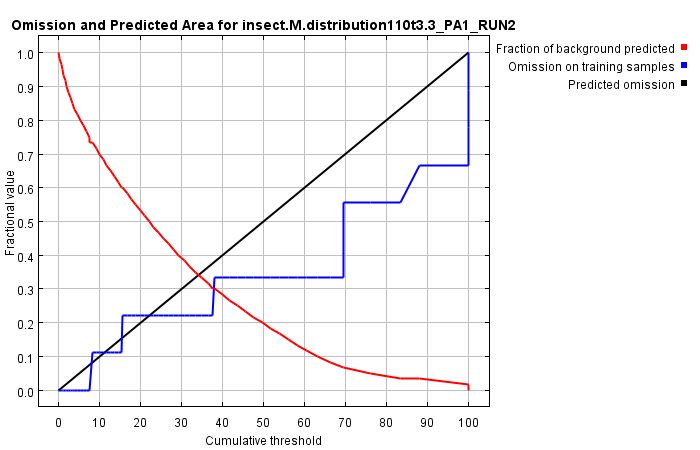 Omission and Predicted Area for insect.M.distribution110t3.3_PA1_RUN2
Fraction of background predicted
Omission on training samples
Predicted omission
Fractional value
1.0
0.9
0.8
0.7
0.6
0.5
0.4
0.3
0.2
0.1
0.0
0 10 20 30 40 50 60 70 80 90 100
Cumulative threshold